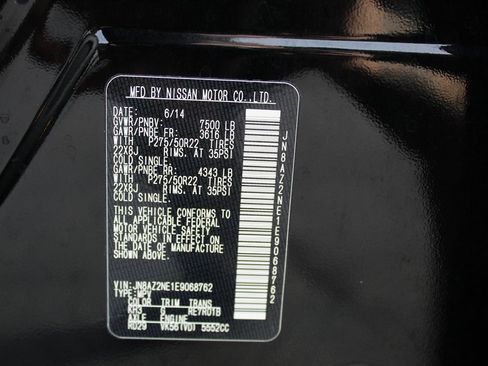 MFD BY NISSAN MOTOR CO.,LTD.
DATE: 6/14
GVWR/PNBV: 7500 LB
GAWR/PNBE FR: 3616 LB
WITH P275/50R22 TIRES
22X8J RIMS. AT 35PSI
COLD SINGLE.
GAWR/PNBE RR: 4343 LB
WITH P275/50R22 TIRES
22X8J RIMS. AT 35PSI
COLD SINGLE.
THIS VEHICLE CONFORMS TO
ALL APPLICABLE FEDERAL
MOTOR VEHICLE SAFETY
STANDARDS IN EFFECT ON
THE DATE OF MANUFACTURE
SHOWN ABOVE.
VIN: JN8AZ2NE1E9068762
TYPE: MPV
COLOR TRIM TRANS
KH3 G RE7R01B
AXLE ENGINE
RD29 VK56(VD) 5552CC
JN8AZ2NE1E9068762